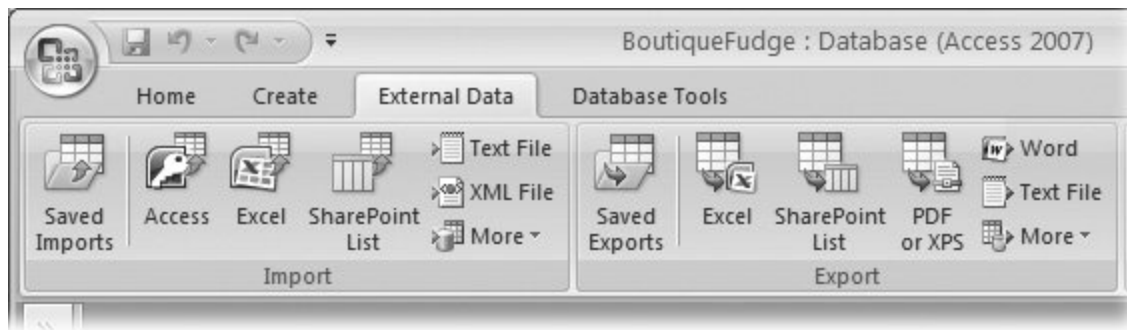 BoutiqueFudge : Database (Access 2007)
Home Create External Data Database Tools
Saved Imports
Access
Excel
SharePoint List
Text File
XML File
More
Import
Saved Exports
Excel
SharePoint List
PDF or XPS
Word
Text File
More
Export